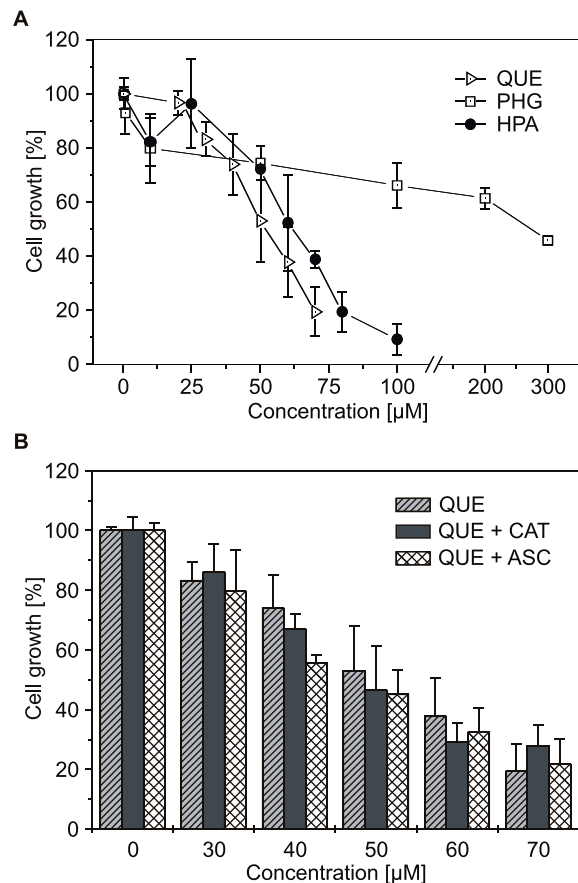 A
120
100
80
60
40
20
0
Cell growth [%]
QUE
PHG
HPA
0 25 50 75 100 200 300
Concentration [µM]
B
120
100
80
60
40
20
0
Cell growth [%]
QUE
QUE + CAT
QUE + ASC
0 30 40 50 60 70
Concentration [µM]